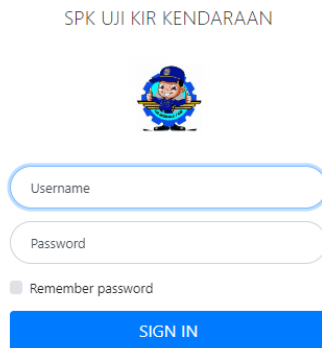 SPK UJI KIR KENDARAAN
Username
Password
Remember password
SIGN IN